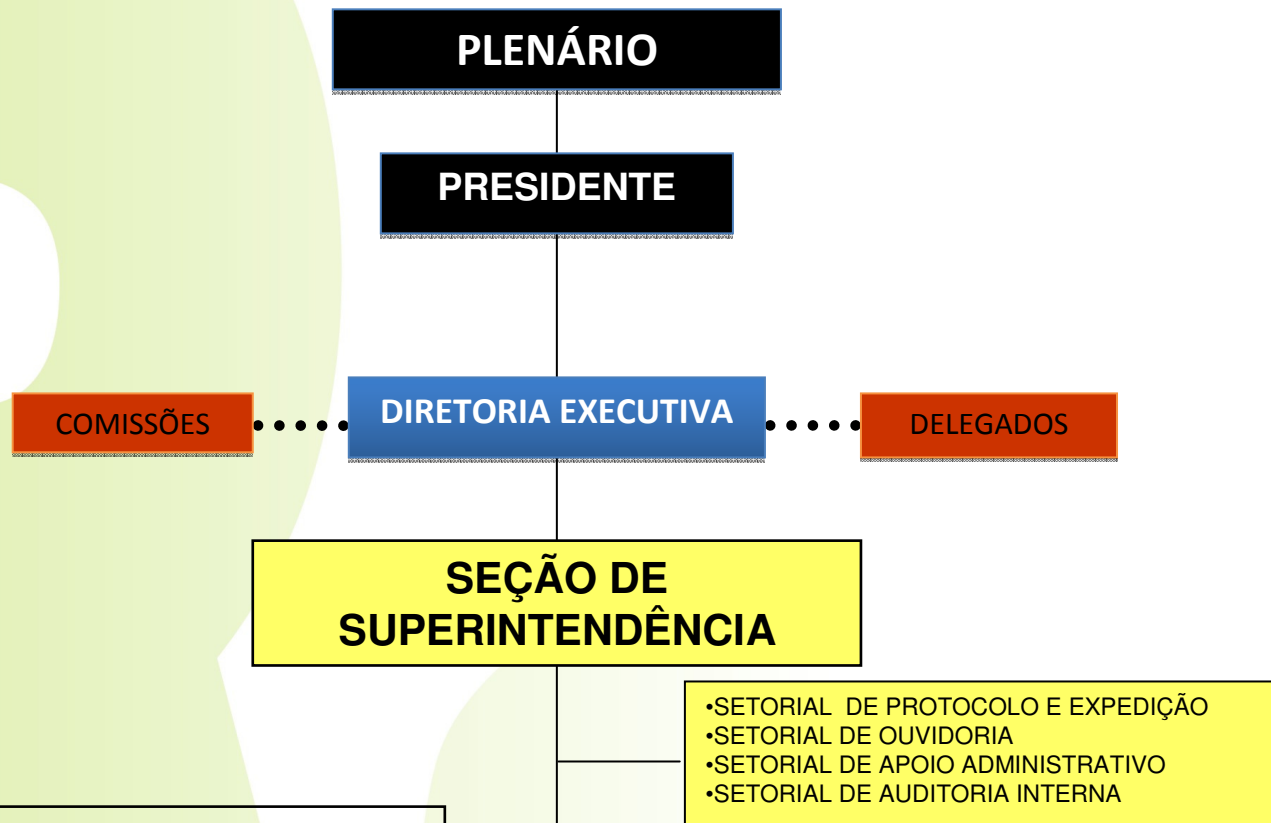 PLENÁRIO
PRESIDENTE
COMISSÕES
DIRETORIA EXECUTIVA
DELEGADOS
SEÇÃO DE
SUPERINTENDÊNCIA
•SETORIAL DE PROTOCOLO E EXPEDIÇÃO
•SETORIAL DE OUVIDORIA
•SETORIAL DE APOIO ADMINISTRATIVO
•SETORIAL DE AUDITORIA INTERNA